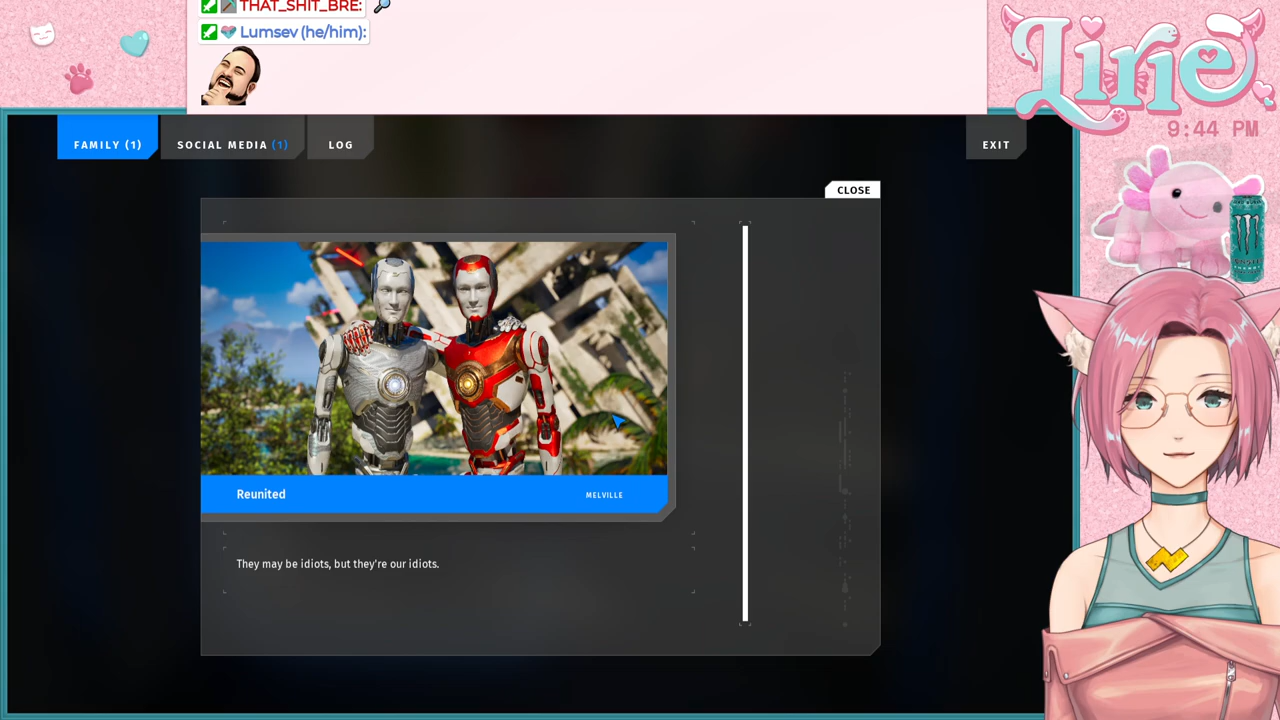 THAT_SHIT_BRE:
Lumsev (he/him):
Lirie
9:44 PM
FAMILY (1)
SOCIAL MEDIA (1)
LOG
EXIT
CLOSE
Reunited
MELVILLE
They may be idiots, but they're our idiots.